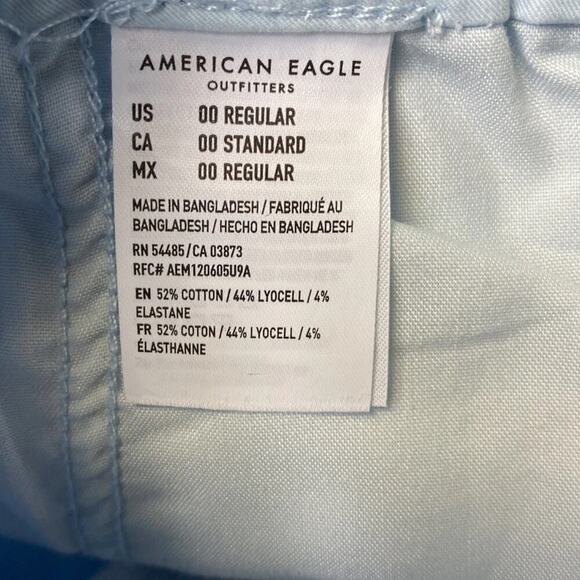 AMERICAN EAGLE
OUTFITTERS
US 00 REGULAR
CA 00 STANDARD
MX 00 REGULAR
MADE IN BANGLADESH / FABRIQUÉ AU
BANGLADESH / HECHO EN BANGLADESH
RN 54485 / CA 03873
RFC# AEM120605U9A
EN 52% COTTON / 44% LYOCELL / 4%
ELASTANE
FR 52% COTON / 44% LYOCELL / 4%
ÉLASTHANNE